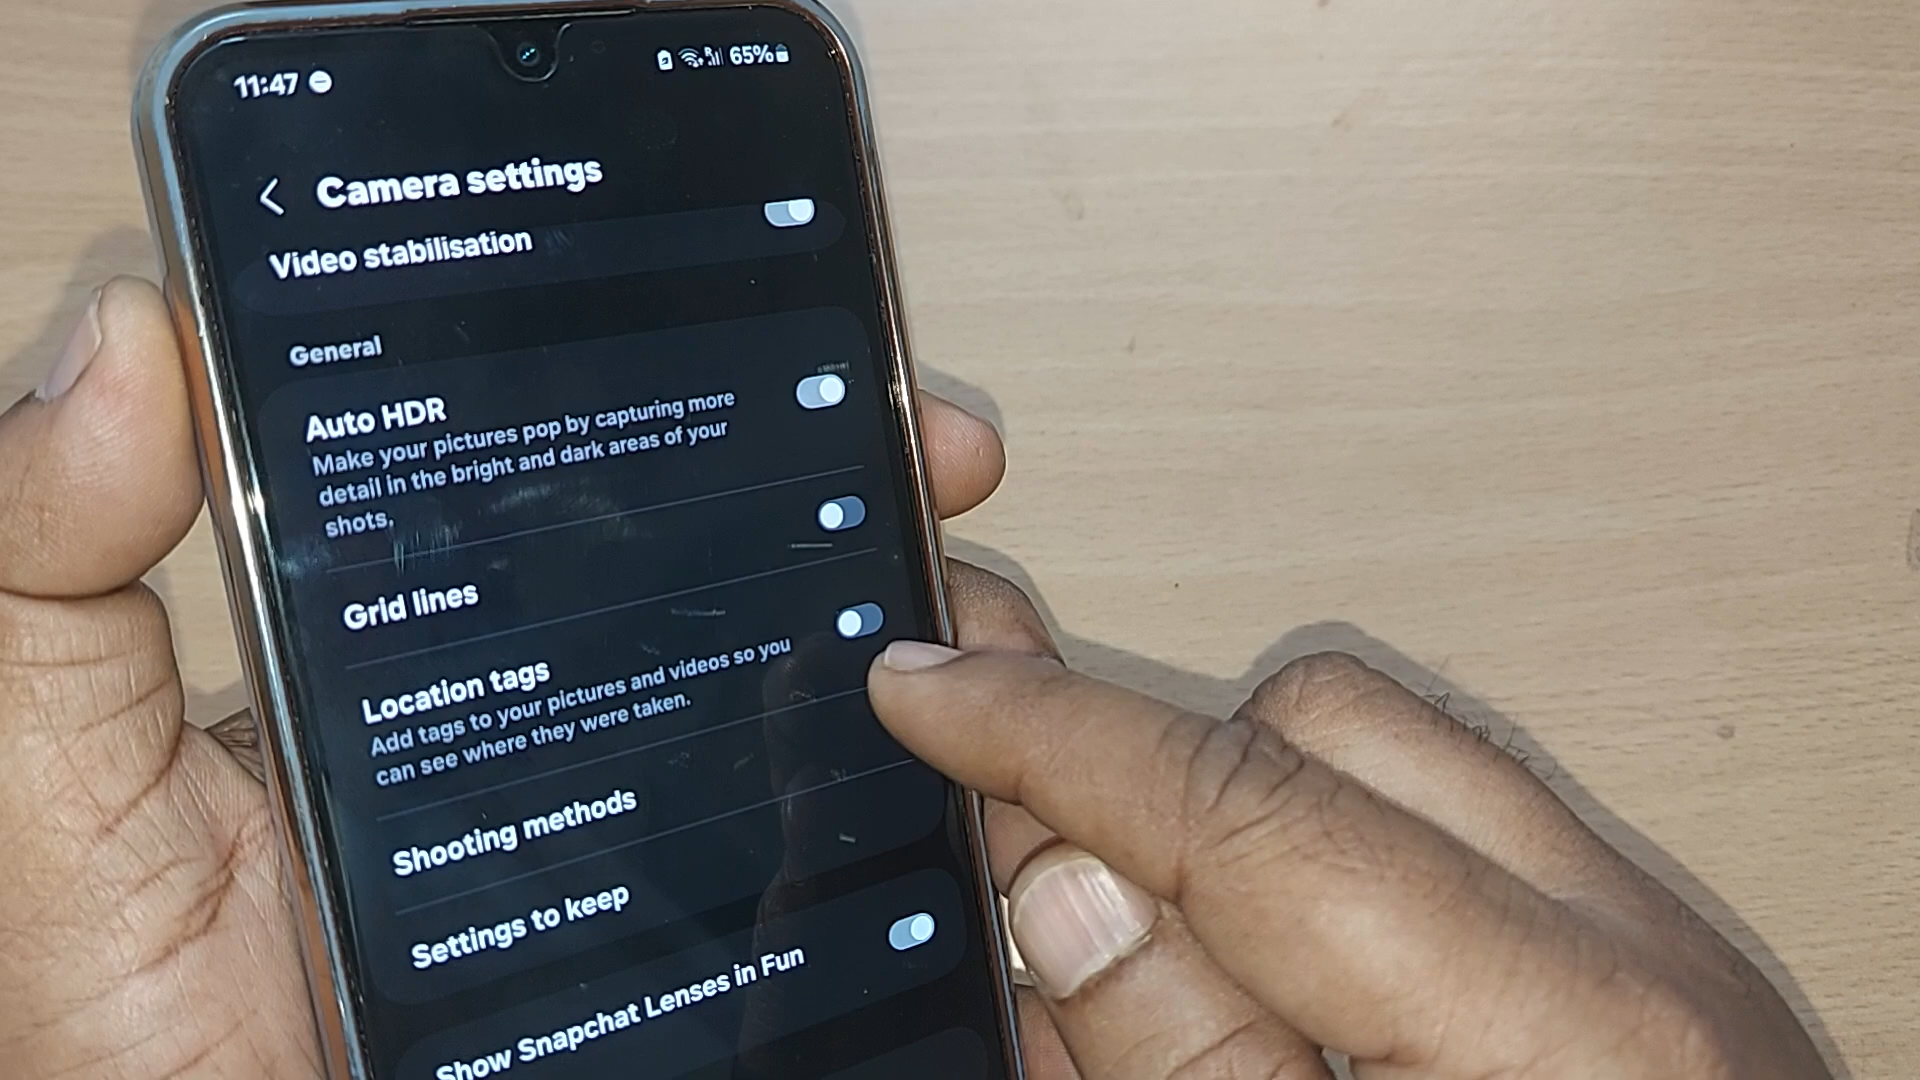 11:47 65%
Camera settings
Video stabilisation
General
Auto HDR
Make your pictures pop by capturing more
detail in the bright and dark areas of your
shots.
Grid lines
Location tags
Add tags to your pictures and videos so you
can see where they were taken.
Shooting methods
Settings to keep
Show Snapchat Lenses in Fun